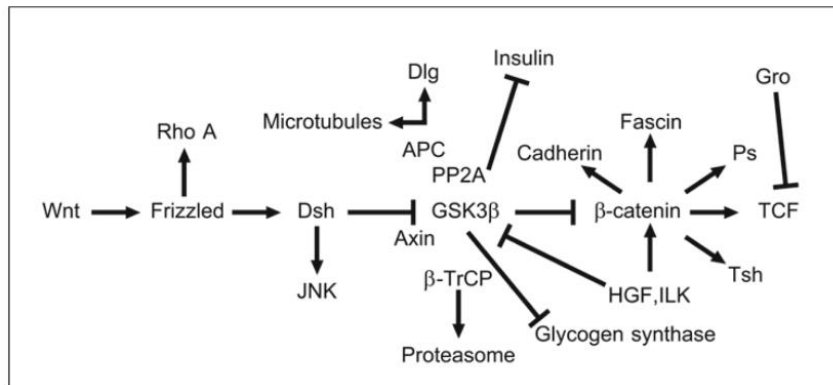 Insulin
Dlg
Gro
Rho A
Microtubules
Fascin
APC
Cadherin
Ps
PP2A
Wnt
Frizzled
Dsh
GSK3β
β-catenin
TCF
Axin
β-TrCP
Tsh
JNK
HGF,ILK
Glycogen synthase
Proteasome